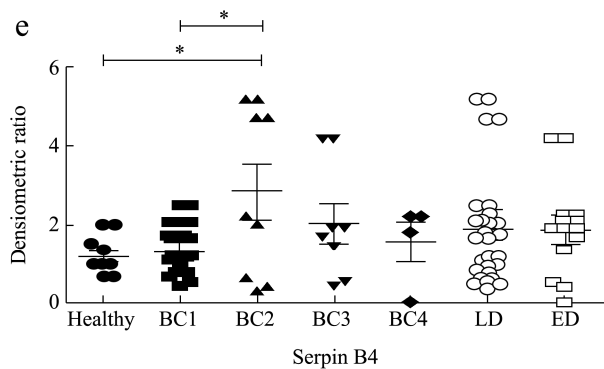 e
*
*
Densiometric ratio
6
4
2
0
Healthy BC1 BC2 BC3 BC4 LD ED
Serpin B4